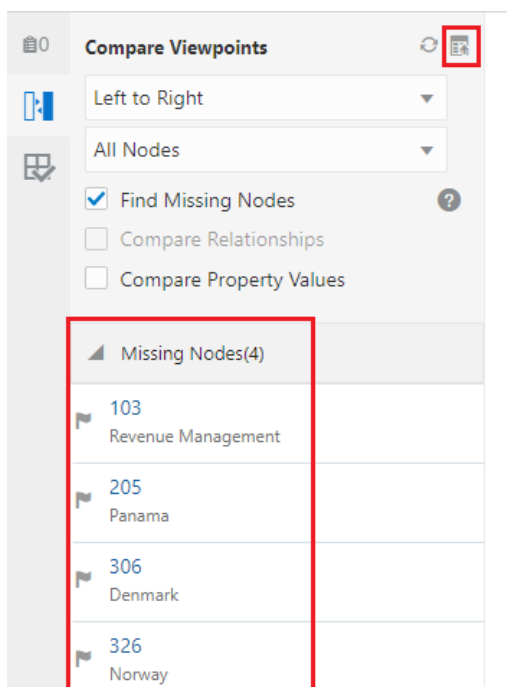 0
Compare Viewpoints
Left to Right
All Nodes
Find Missing Nodes
?
Compare Relationships
Compare Property Values
Missing Nodes(4)
103
Revenue Management
205
Panama
306
Denmark
326
Norway